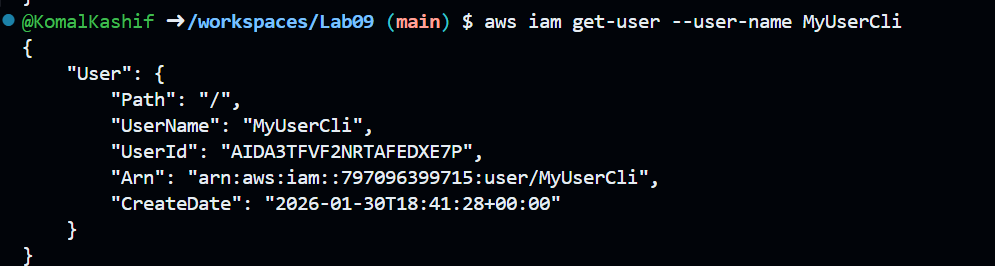 @KomalKashif ➜/workspaces/Lab09 (main) $ aws iam get-user --user-name MyUserCli
{
    "User": {
        "Path": "/",
        "UserName": "MyUserCli",
        "UserId": "AIDA3TFVF2NRTAFEDXE7P",
        "Arn": "arn:aws:iam::797096399715:user/MyUserCli",
        "CreateDate": "2026-01-30T18:41:28+00:00"
    }
}